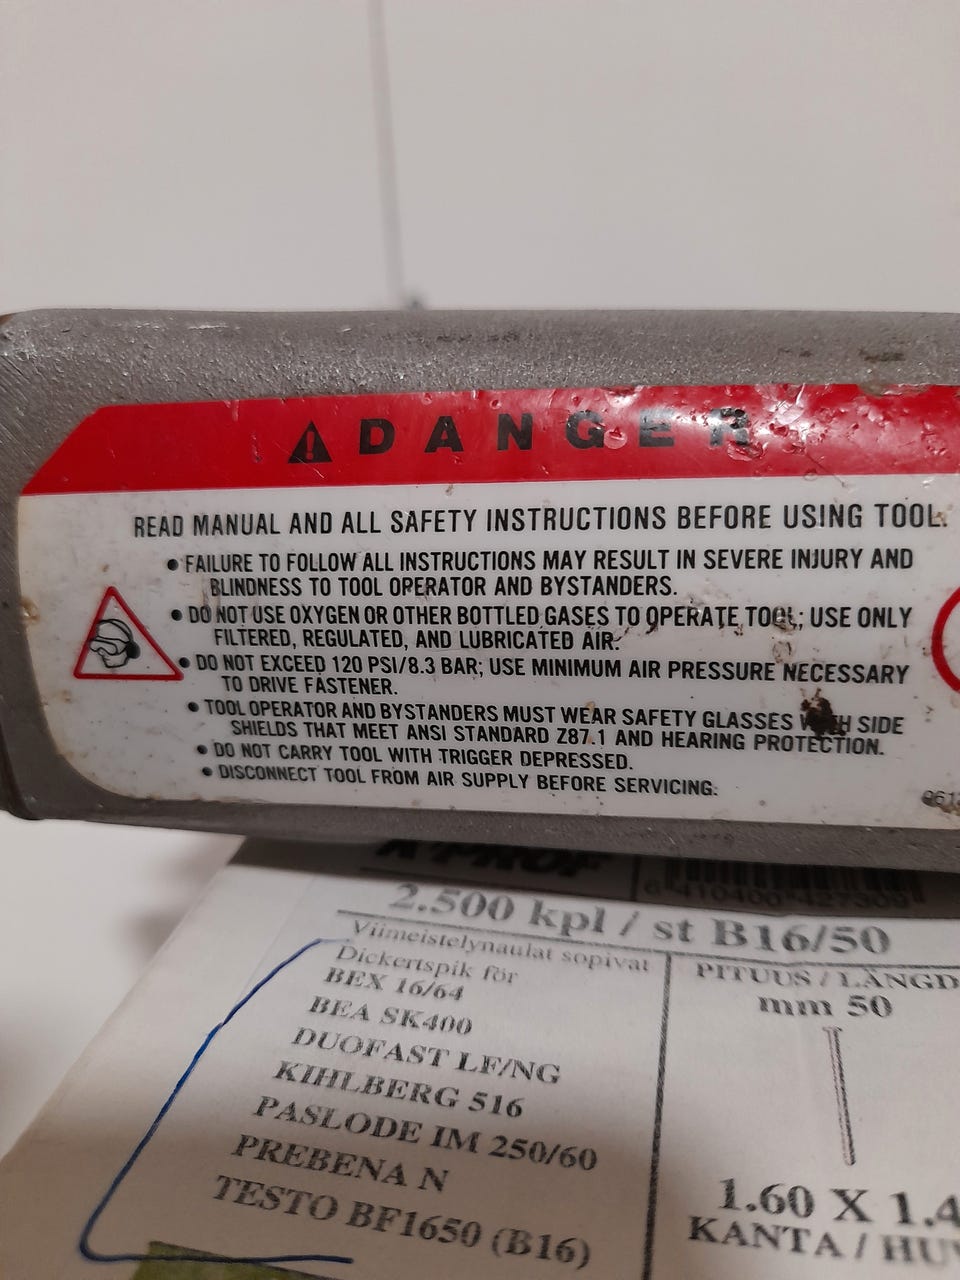 DANGER
READ MANUAL AND ALL SAFETY INSTRUCTIONS BEFORE USING TOOL.
• FAILURE TO FOLLOW ALL INSTRUCTIONS MAY RESULT IN SEVERE INJURY AND
BLINDNESS TO TOOL OPERATOR AND BYSTANDERS.
• DO NOT USE OXYGEN OR OTHER BOTTLED GASES TO OPERATE TOOL; USE ONLY
FILTERED, REGULATED, AND LUBRICATED AIR.
• DO NOT EXCEED 120 PSI/8.3 BAR; USE MINIMUM AIR PRESSURE NECESSARY
TO DRIVE FASTENER.
• TOOL OPERATOR AND BYSTANDERS MUST WEAR SAFETY GLASSES WITH SIDE
SHIELDS THAT MEET ANSI STANDARD Z87.1 AND HEARING PROTECTION.
• DO NOT CARRY TOOL WITH TRIGGER DEPRESSED.
• DISCONNECT TOOL FROM AIR SUPPLY BEFORE SERVICING.
2.500 kpl / st B16/50
Viimeistelynaulat sopivat
Dickertspik för
BEX 16/64
BEA SK400
DUOFAST LF/NG
KIHLBERG 516
PASLODE IM 250/60
PREBENA N
TESTO BF1650 (B16)
PITUUS / LÄNGD
mm 50
1.60 X 1.4
KANTA / HUV